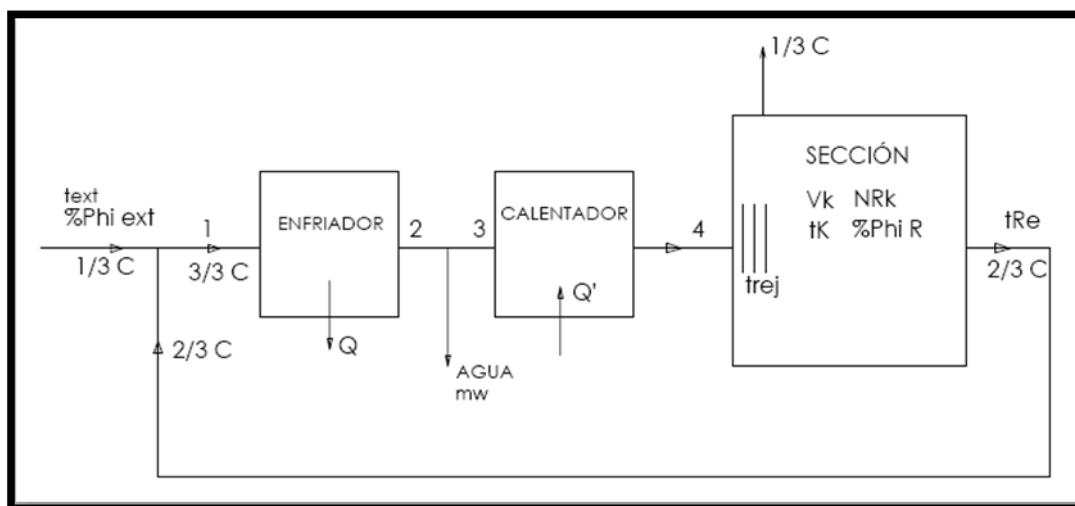 1/3 C
SECCIÓN
Vk NRk
tK %Phi R
text
%Phi ext
1/3 C
1
3/3 C
ENFRIADOR
2
3
CALENTADOR
4
trej
tRe
2/3 C
Q
Q'
2/3 C
AGUA
mw